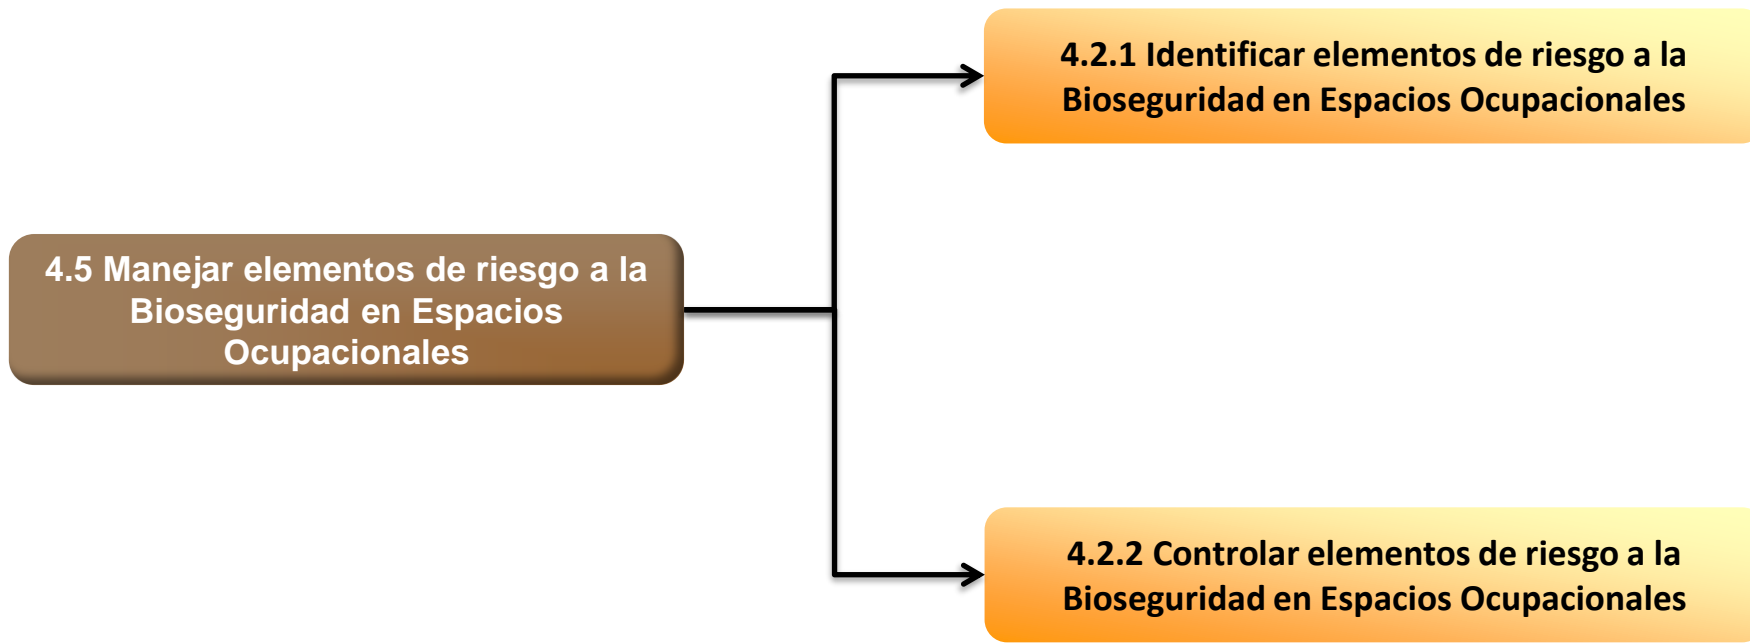 4.2.1 Identificar elementos de riesgo a la
Bioseguridad en Espacios Ocupacionales
4.5 Manejar elementos de riesgo a la
Bioseguridad en Espacios
Ocupacionales
4.2.2 Controlar elementos de riesgo a la
Bioseguridad en Espacios Ocupacionales